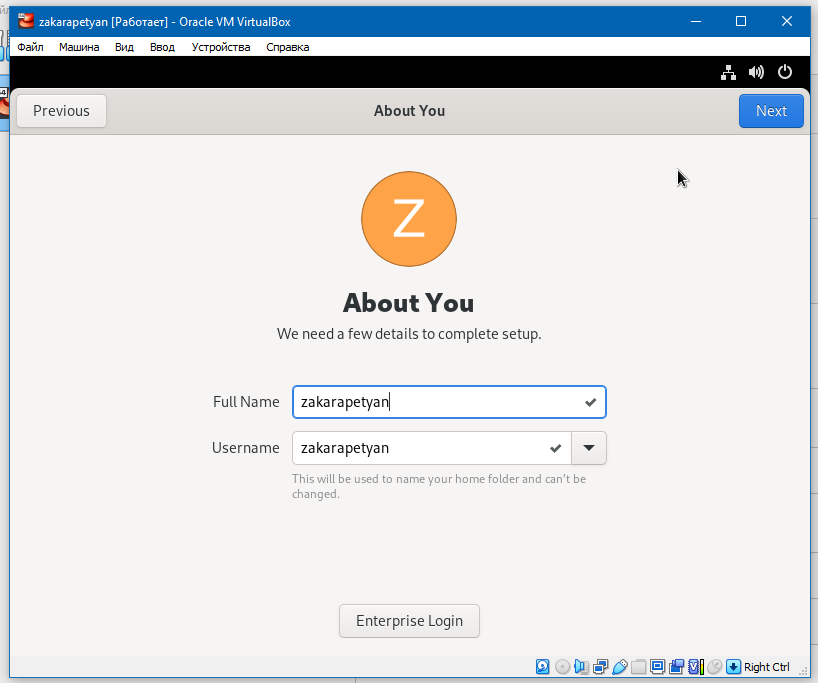 zakarapetyan [Работает] - Oracle VM VirtualBox
Файл Машина Вид Ввод Устройства Справка
Previous About You Next
Z
About You
We need a few details to complete setup.
Full Name zakarapetyan
Username zakarapetyan
This will be used to name your home folder and can't be
changed.
Enterprise Login
Right Ctrl